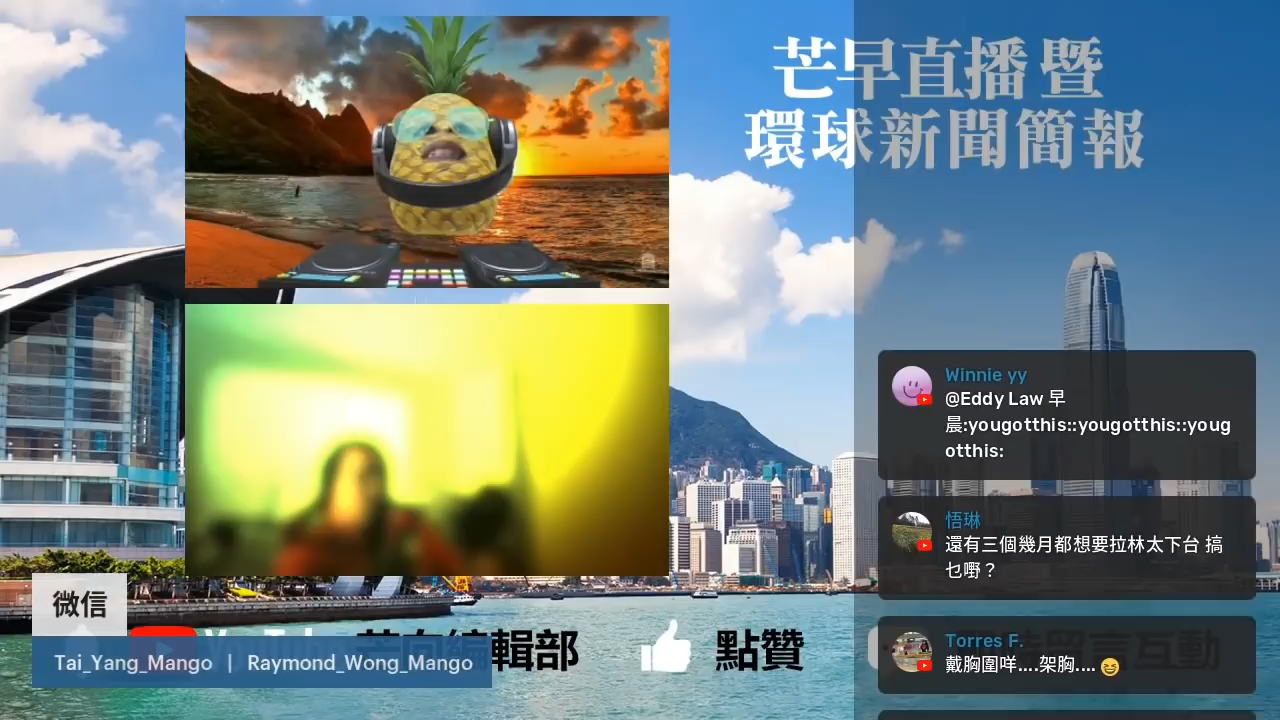 芒早直播 暨
環球新聞簡報
Winnie yy
@Eddy Law 早
晨:yougotthis::yougotthis::youg
otthis:
悟琳
還有三個幾月都想要拉林太下台 搞
乜嘢？
Torres F.
戴胸圍咩....架胸.... 😆
微信
Tai_Yang_Mango | Raymond_Wong_Mango
編輯部
點贊
留言互動